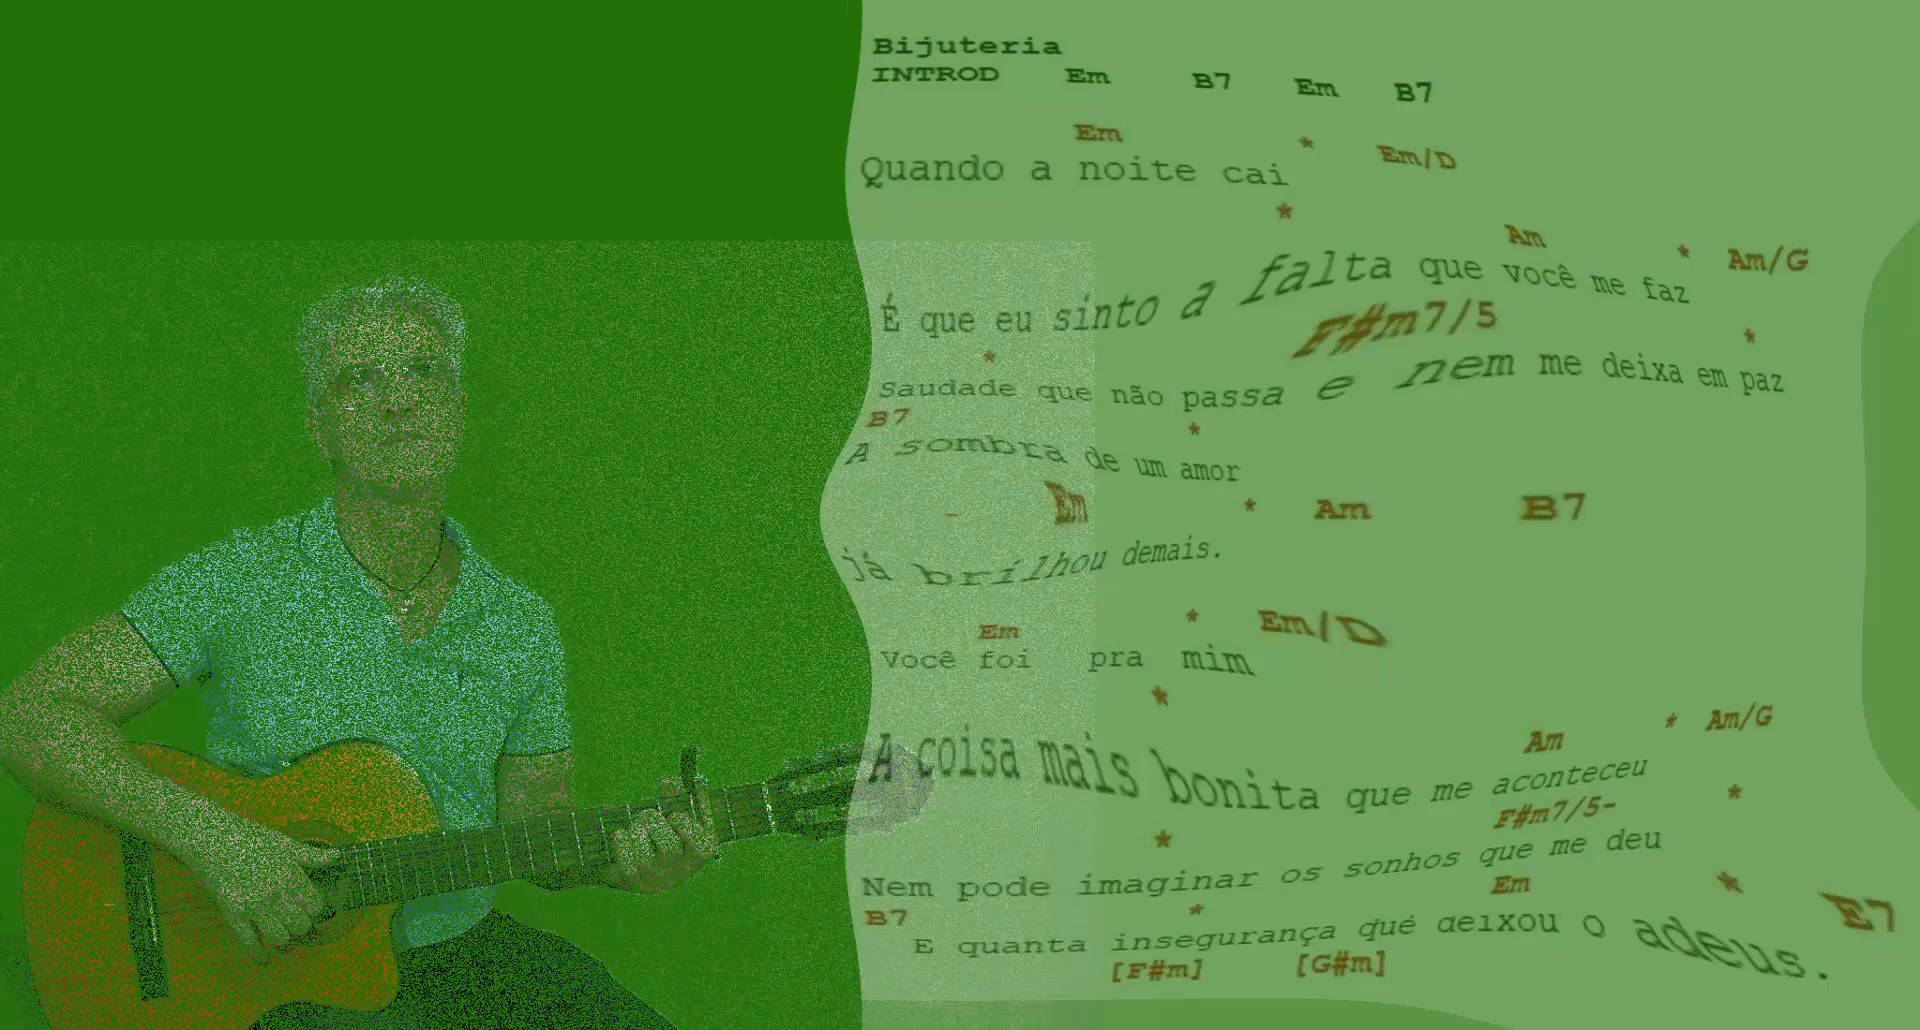 Bijuteria
INTROD Em B7 Em B7
Em * Em/D
Quando a noite cai
* Am * Am/G
É que eu sinto a falta que você me faz
* F#m7/5 *
Saudade que não passa e nem me deixa em paz
B7 *
A sombra de um amor
- Em * Am B7
já brilhou demais.
Em * Em/D
Você foi pra mim
* Am * Am/G
A coisa mais bonita que me aconteceu
* F#m7/5- *
Nem pode imaginar os sonhos que me deu
B7 * Em * E7
E quanta insegurança qué deixou o adeus.
[F#m] [G#m]